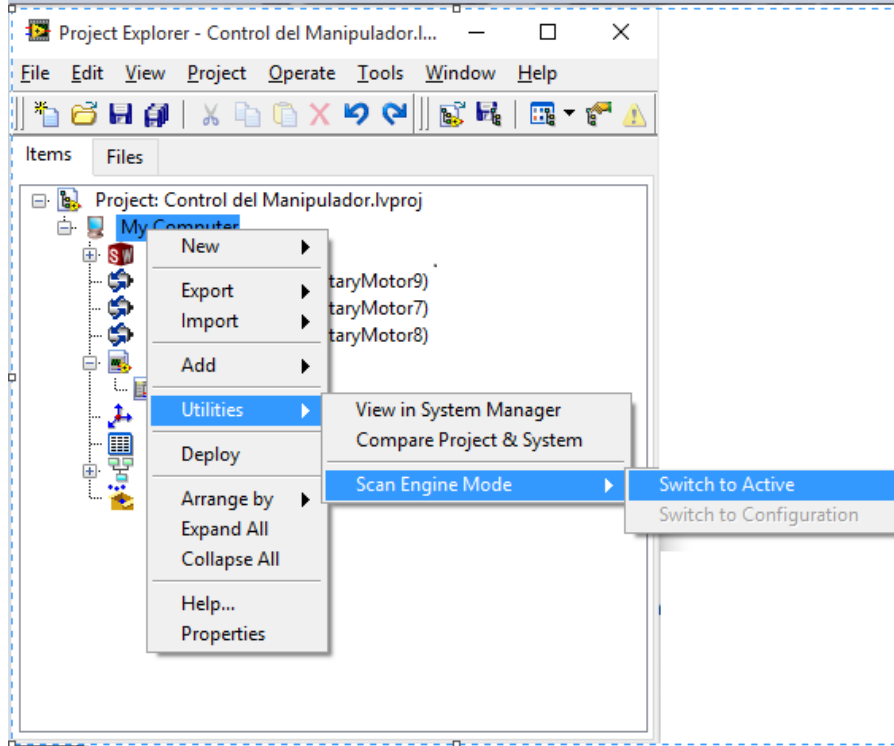 Project Explorer - Control del Manipulador.l...
File Edit View Project Operate Tools Window Help
Items Files
Project: Control del Manipulador.lvproj
My Computer
SW
New
taryMotor9)
Export
taryMotor7)
Import
taryMotor8)
Add
Utilities
View in System Manager
Compare Project & System
Deploy
Scan Engine Mode
Switch to Active
Arrange by
Switch to Configuration
Expand All
Collapse All
Help...
Properties